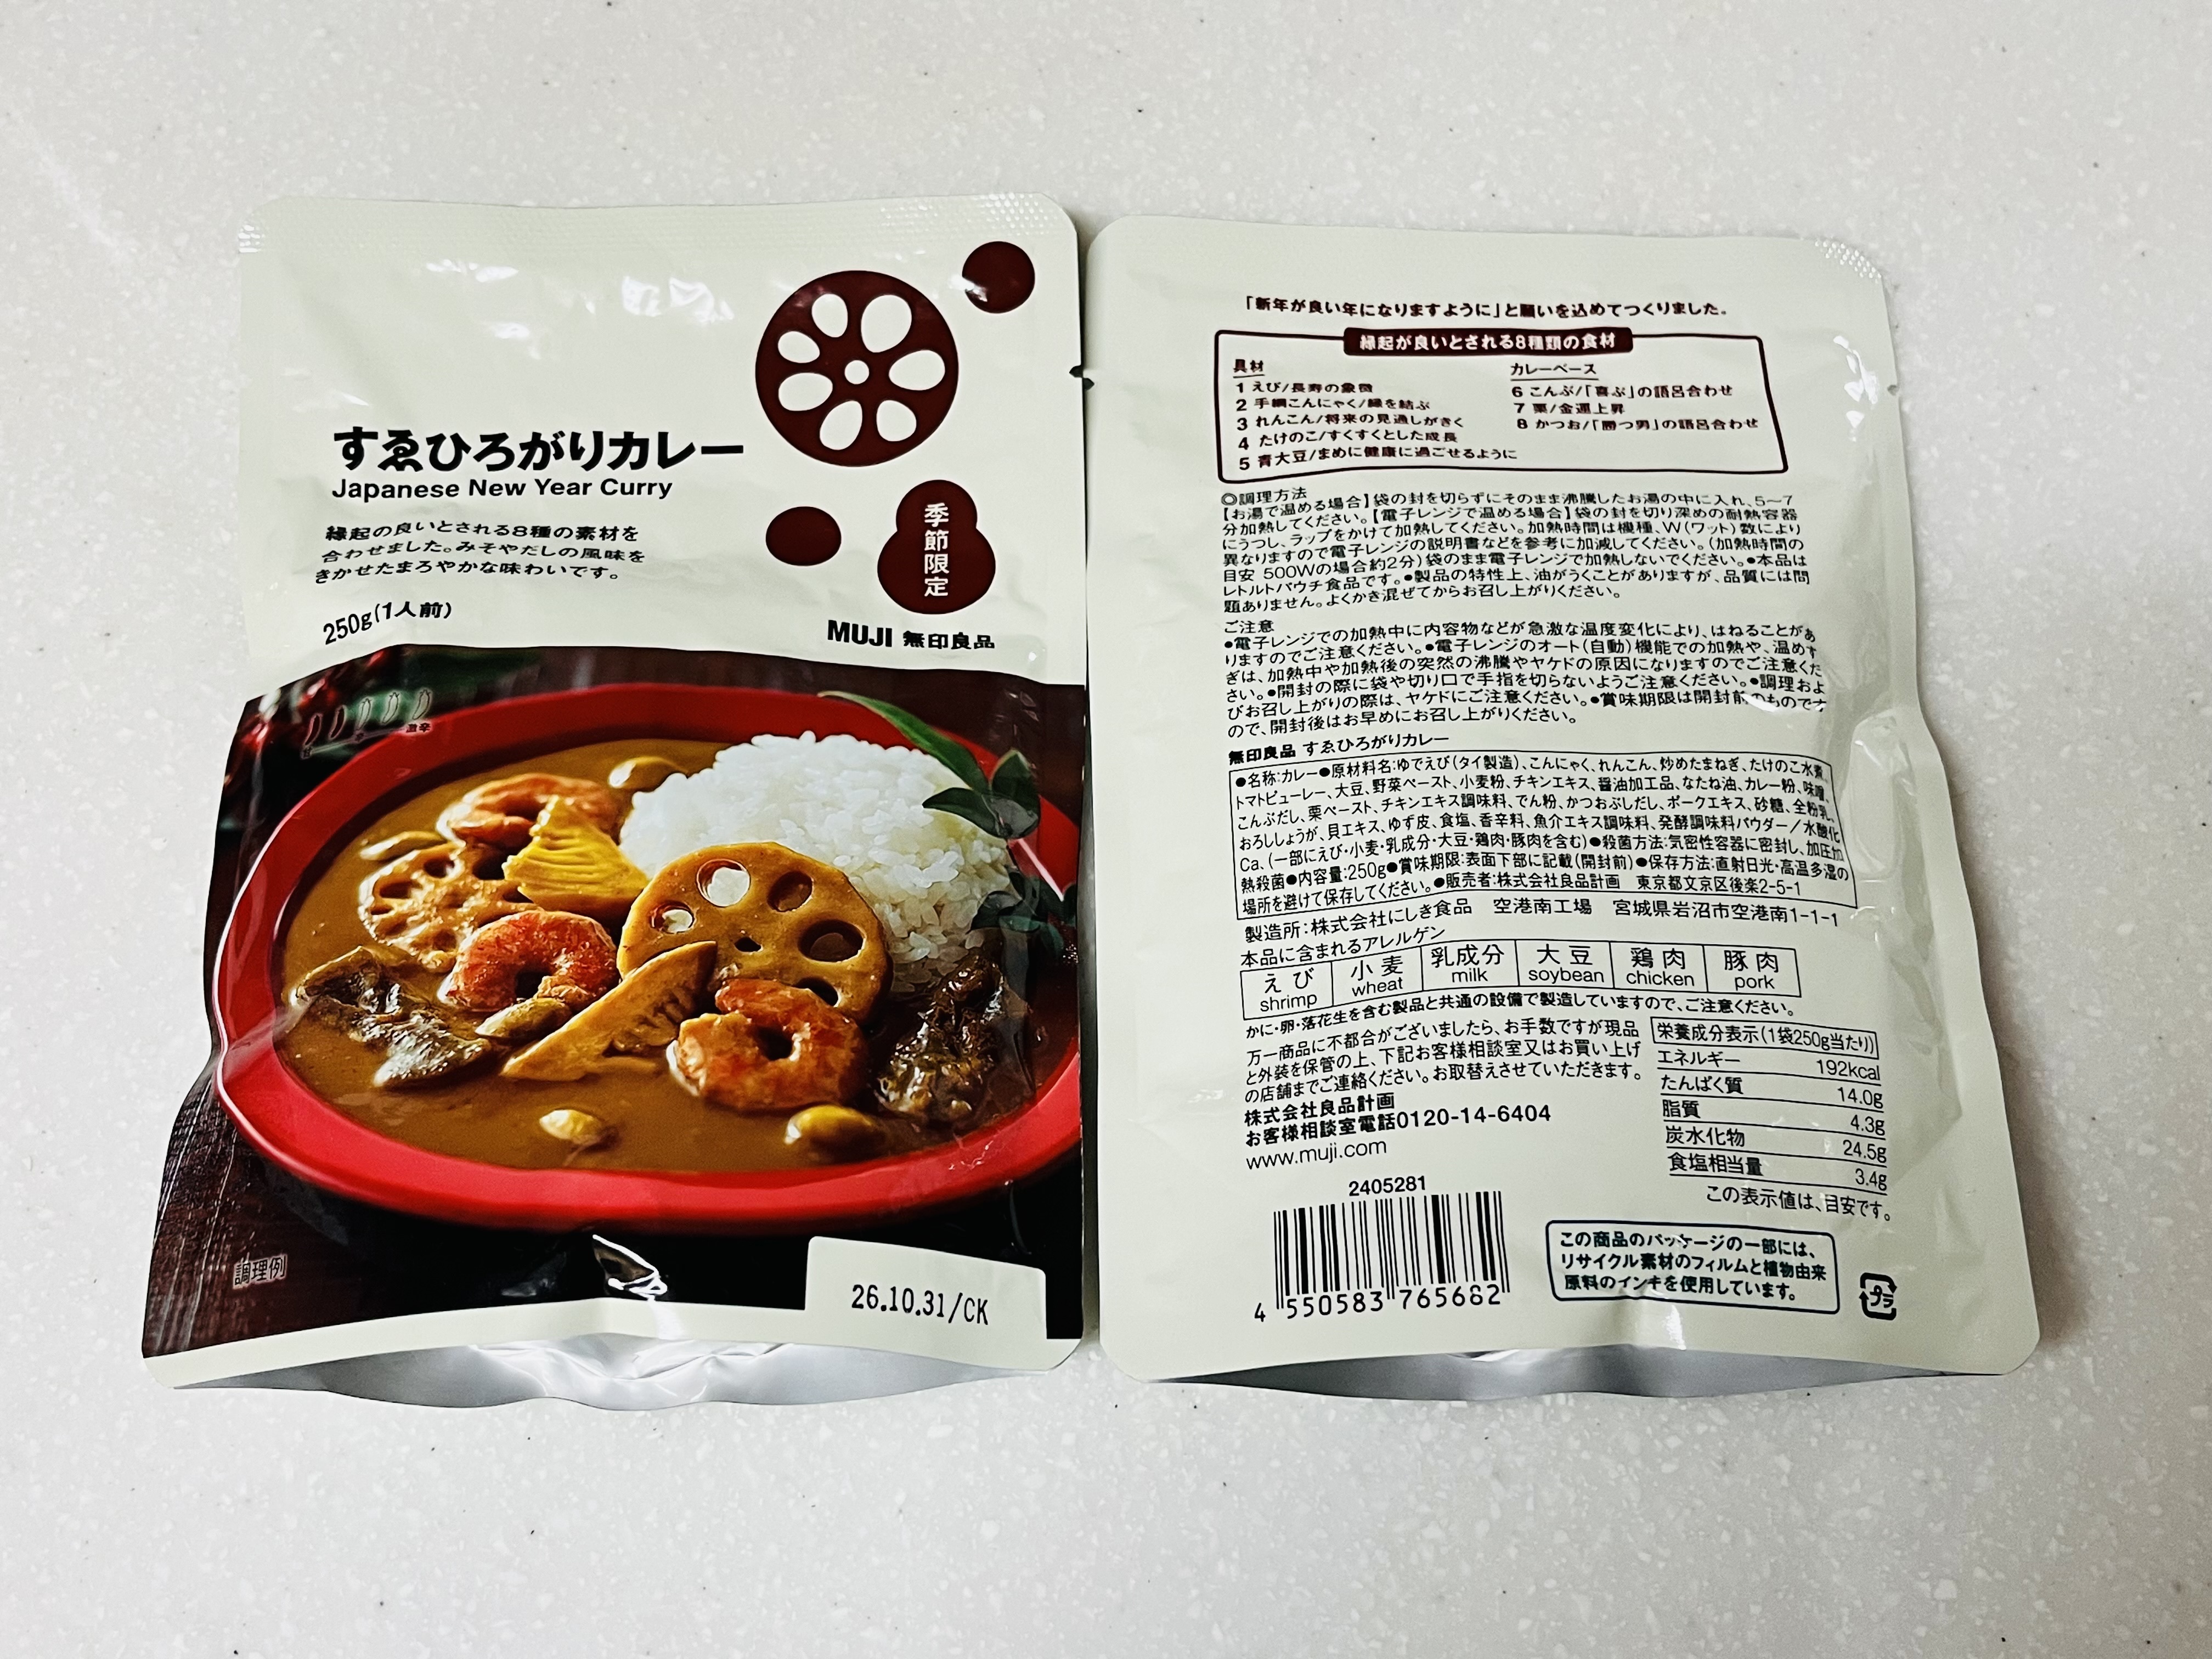 すゑひろがりカレー
Japanese New Year Curry
縁起の良いとされる8種の素材を
合わせました。みそやだしの風味を
きかせたまろやかな味わいです。
250g(1人前)
季節限定
MUJI 無印良品
激辛
調理例
26.10.31/CK
「新年が良い年になりますように」と願いを込めてつくりました。
縁起が良いとされる8種類の食材
具材
1 えび/長寿の象徴
2 手綱こんにゃく/縁を結ぶ
3 れんこん/将来の見通しがきく
4 たけのこ/すくすくとした成長
5 青大豆/まめに健康に過ごせるように
カレーベース
6 こんぶ/「喜ぶ」の語呂合わせ
7 栗/金運上昇
8 かつお/「勝つ男」の語呂合わせ
◎調理方法
【お湯で温める場合】袋の封を切らずにそのまま沸騰したお湯の中に入れ、5〜7
分加熱してください。【電子レンジで温める場合】袋の封を切り深めの耐熱容器
にうつし、ラップをかけて加熱してください。加熱時間は機種、W(ワット)数により
異なりますので電子レンジの説明書などを参考に加減してください。(加熱時間の
目安 500Wの場合約2分)袋のまま電子レンジで加熱しないでください。●本品は
レトルトパウチ食品です。●製品の特性上、油がうくことがありますが、品質には問
題ありません。よくかき混ぜてからお召し上がりください。
ご注意
●電子レンジでの加熱中に内容物などが急激な温度変化により、はねることがあ
りますのでご注意ください。●電子レンジのオート(自動)機能での加熱や、温めす
ぎは、加熱中や加熱後の突然の沸騰やヤケドの原因になりますのでご注意くだ
さい。●開封の際に袋や切り口で手指を切らないようご注意ください。●調理およ
びお召し上がりの際は、ヤケドにご注意ください。●賞味期限は開封前のものです
ので、開封後はお早めにお召し上がりください。
無印良品 すゑひろがりカレー
●名称:カレー●原材料名:ゆでえび(タイ製造)、こんにゃく、れんこん、炒めたまねぎ、たけのこ水煮、
トマトピューレー、大豆、野菜ペースト、小麦粉、チキンエキス、醤油加工品、なたね油、カレー粉、味噌、
こんぶだし、栗ペースト、チキンエキス調味料、でん粉、かつおぶしだし、ポークエキス、砂糖、全粉乳、
おろししょうが、貝エキス、ゆず皮、食塩、香辛料、魚介エキス調味料、発酵調味料パウダー/水酸化
Ca、(一部にえび・小麦・乳成分・大豆・鶏肉・豚肉を含む)●殺菌方法:気密性容器に密封し、加圧加
熱殺菌●内容量:250g●賞味期限:表面下部に記載(開封前)●保存方法:直射日光・高温多湿の
場所を避けて保存してください。●販売者:株式会社良品計画 東京都文京区後楽2-5-1
製造所:株式会社にしき食品 空港南工場 宮城県岩沼市空港南1-1-1
本品に含まれるアレルゲン
えび 小麦 乳成分 大豆 鶏肉 豚肉
shrimp wheat milk soybean chicken pork
かに・卵・落花生を含む製品と共通の設備で製造していますので、ご注意ください。
万一商品に不都合がございましたら、お手数ですが現品
と外装を保管の上、下記お客様相談室又はお買い上げ
の店舗までご連絡ください。お取替えさせていただきます。
株式会社良品計画
お客様相談室電話0120-14-6404
www.muji.com
栄養成分表示(1袋250g当たり)
エネルギー 192kcal
たんぱく質 14.0g
脂質 4.3g
炭水化物 24.5g
食塩相当量 3.4g
この表示値は、目安です。
2405281
4 550583 765682
この商品のパッケージの一部には、
リサイクル素材のフィルムと植物由来
原料のインキを使用しています。
プラ